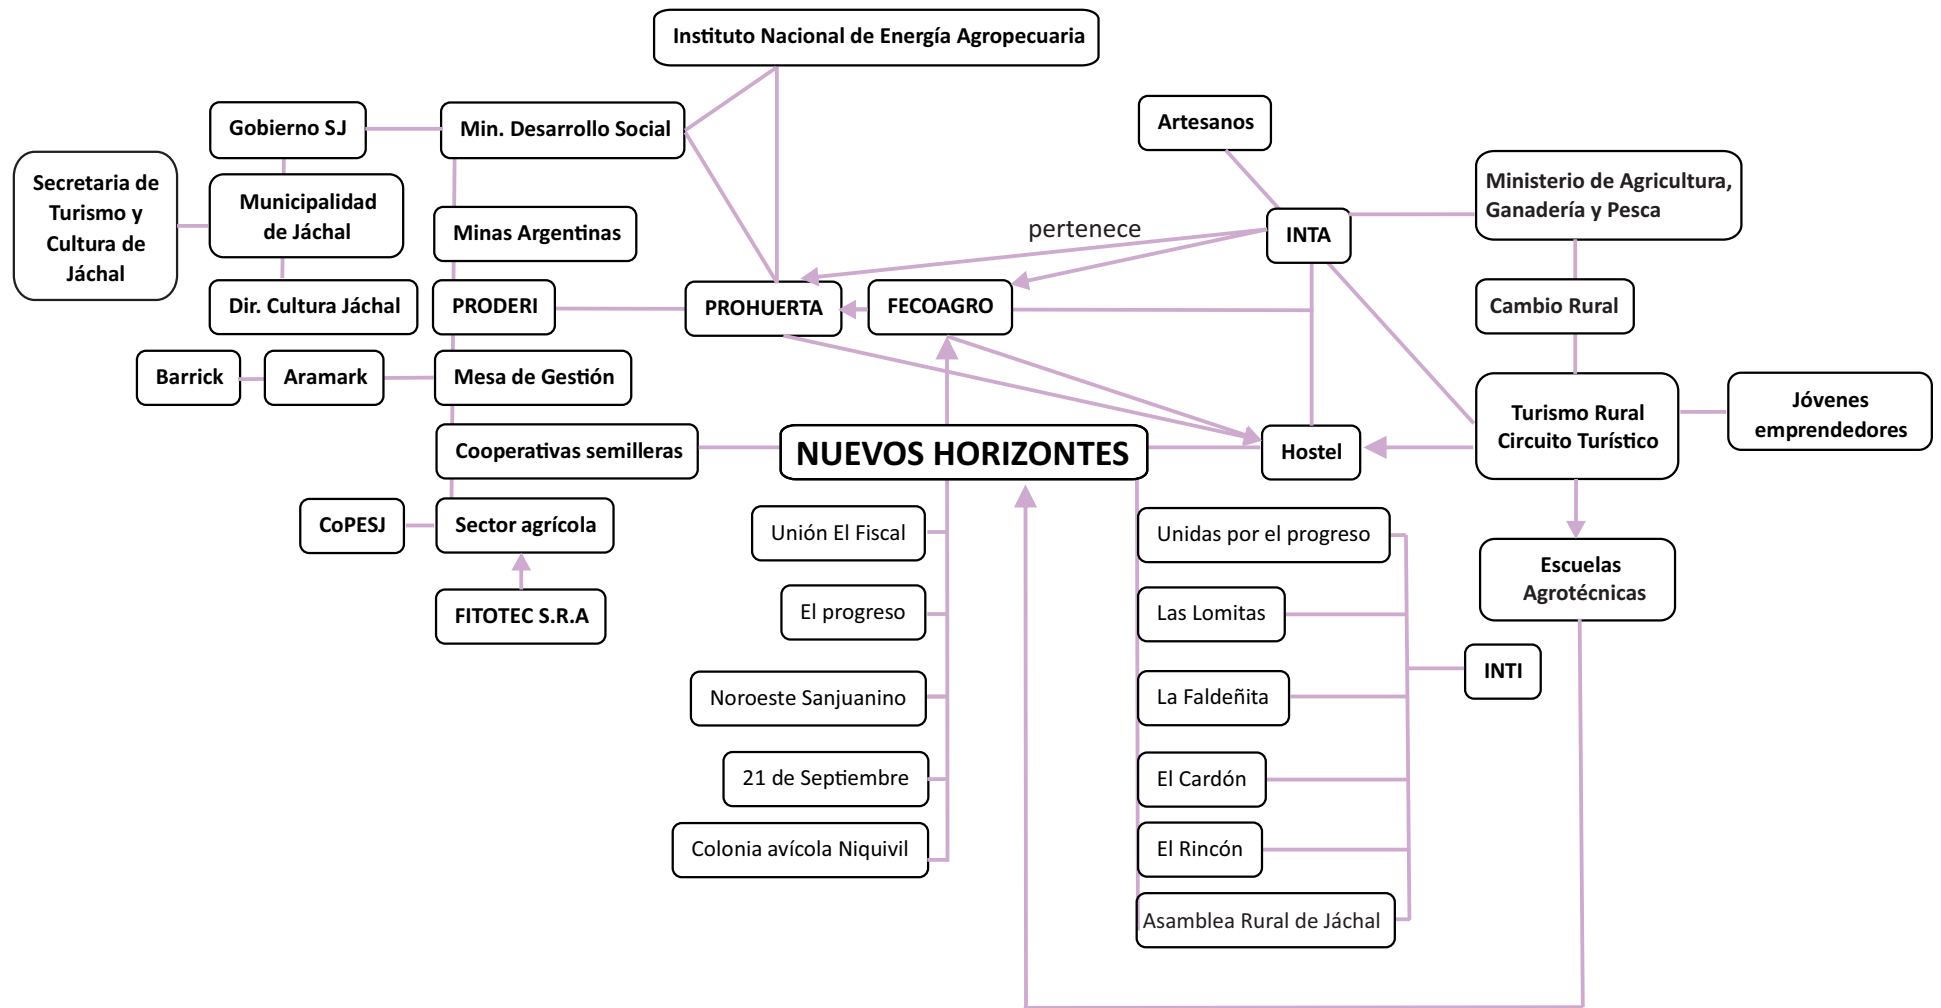 Instituto Nacional de Energía Agropecuaria
Gobierno S.J
Min. Desarrollo Social
Artesanos
Secretaria de
Turismo y
Cultura de
Jáchal
Municipalidad
de Jáchal
Ministerio de Agricultura,
Ganadería y Pesca
Minas Argentinas
pertenece
INTA
Dir. Cultura Jáchal
PRODERI
PROHUERTA
FECOAGRO
Cambio Rural
Barrick
Aramark
Mesa de Gestión
Turismo Rural
Circuito Turístico
Jóvenes
emprendedores
Cooperativas semilleras
NUEVOS HORIZONTES
Hostel
CoPESJ
Sector agrícola
Unión El Fiscal
Unidas por el progreso
Escuelas
Agrotécnicas
FITOTEC S.R.A
El progreso
Las Lomitas
INTI
Noroeste Sanjuanino
La Faldeñita
21 de Septiembre
El Cardón
Colonia avícola Niquivil
El Rincón
Asamblea Rural de Jáchal